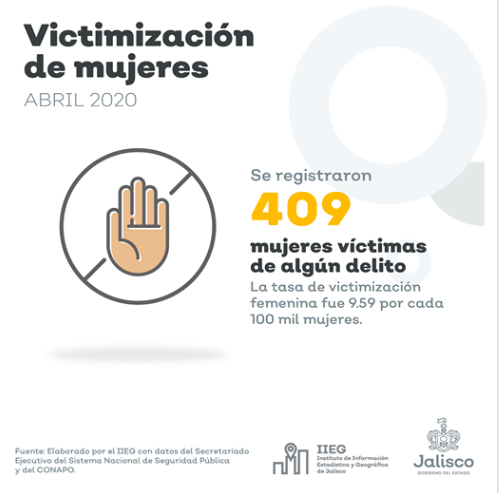 Victimización
de mujeres
ABRIL 2020
Se registraron
409
mujeres víctimas
de algún delito
La tasa de victimización
femenina fue 9.59 por cada
100 mil mujeres.
Fuente: Elaborado por el IIEG con datos del Secretariado
Ejecutivo del Sistema Nacional de Seguridad Pública
y del CONAPO.
IIEG
Instituto de Información
Estadística y Geográfica
de Jalisco
Jalisco
GOBIERNO DEL ESTADO